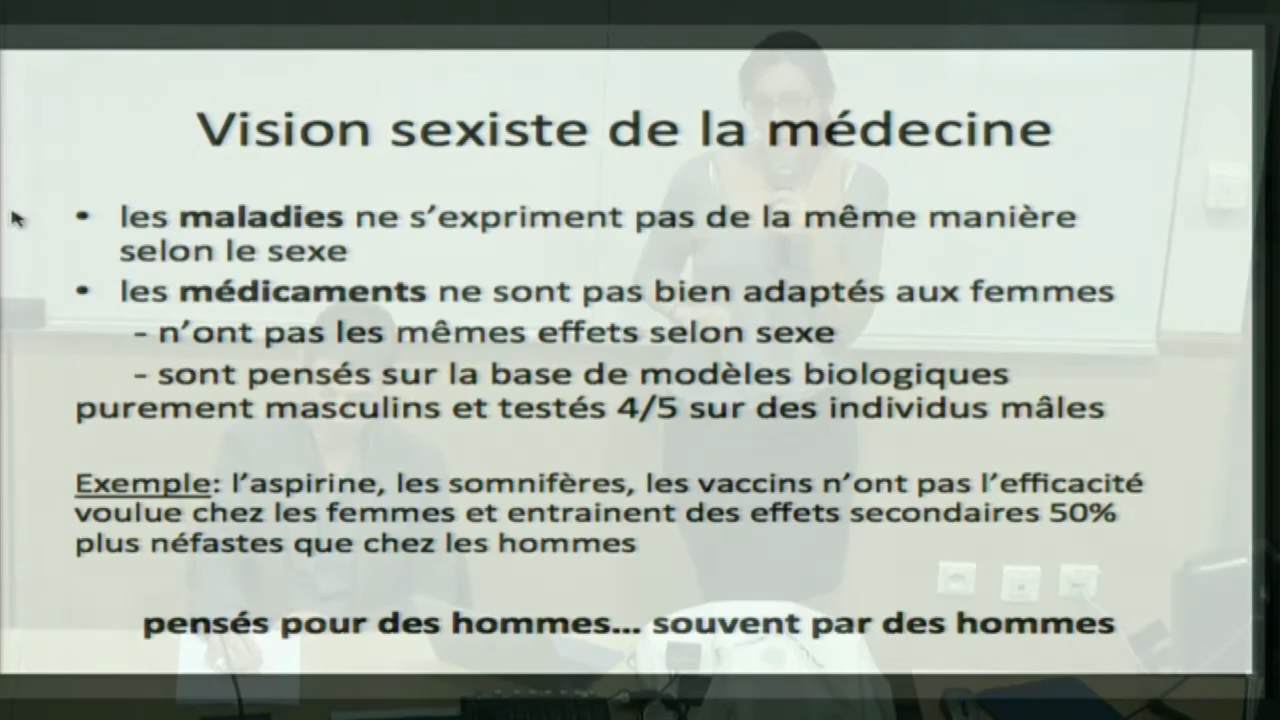 Vision sexiste de la médecine
• les maladies ne s’expriment pas de la même manière
selon le sexe
• les médicaments ne sont pas bien adaptés aux femmes
- n’ont pas les mêmes effets selon sexe
- sont pensés sur la base de modèles biologiques
purement masculins et testés 4/5 sur des individus mâles
Exemple: l’aspirine, les somnifères, les vaccins n’ont pas l’efficacité
voulue chez les femmes et entrainent des effets secondaires 50%
plus néfastes que chez les hommes
pensés pour des hommes... souvent par des hommes